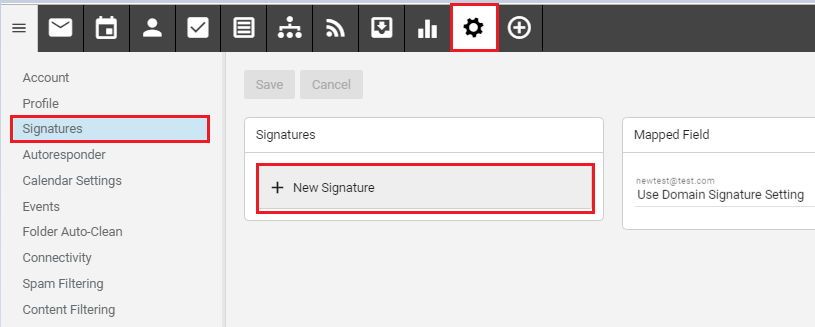 Account
Profile
Signatures
Autoresponder
Calendar Settings
Events
Folder Auto-Clean
Connectivity
Spam Filtering
Content Filtering
Save Cancel
Signatures
New Signature
Mapped Field
newtest@test.com
Use Domain Signature Setting